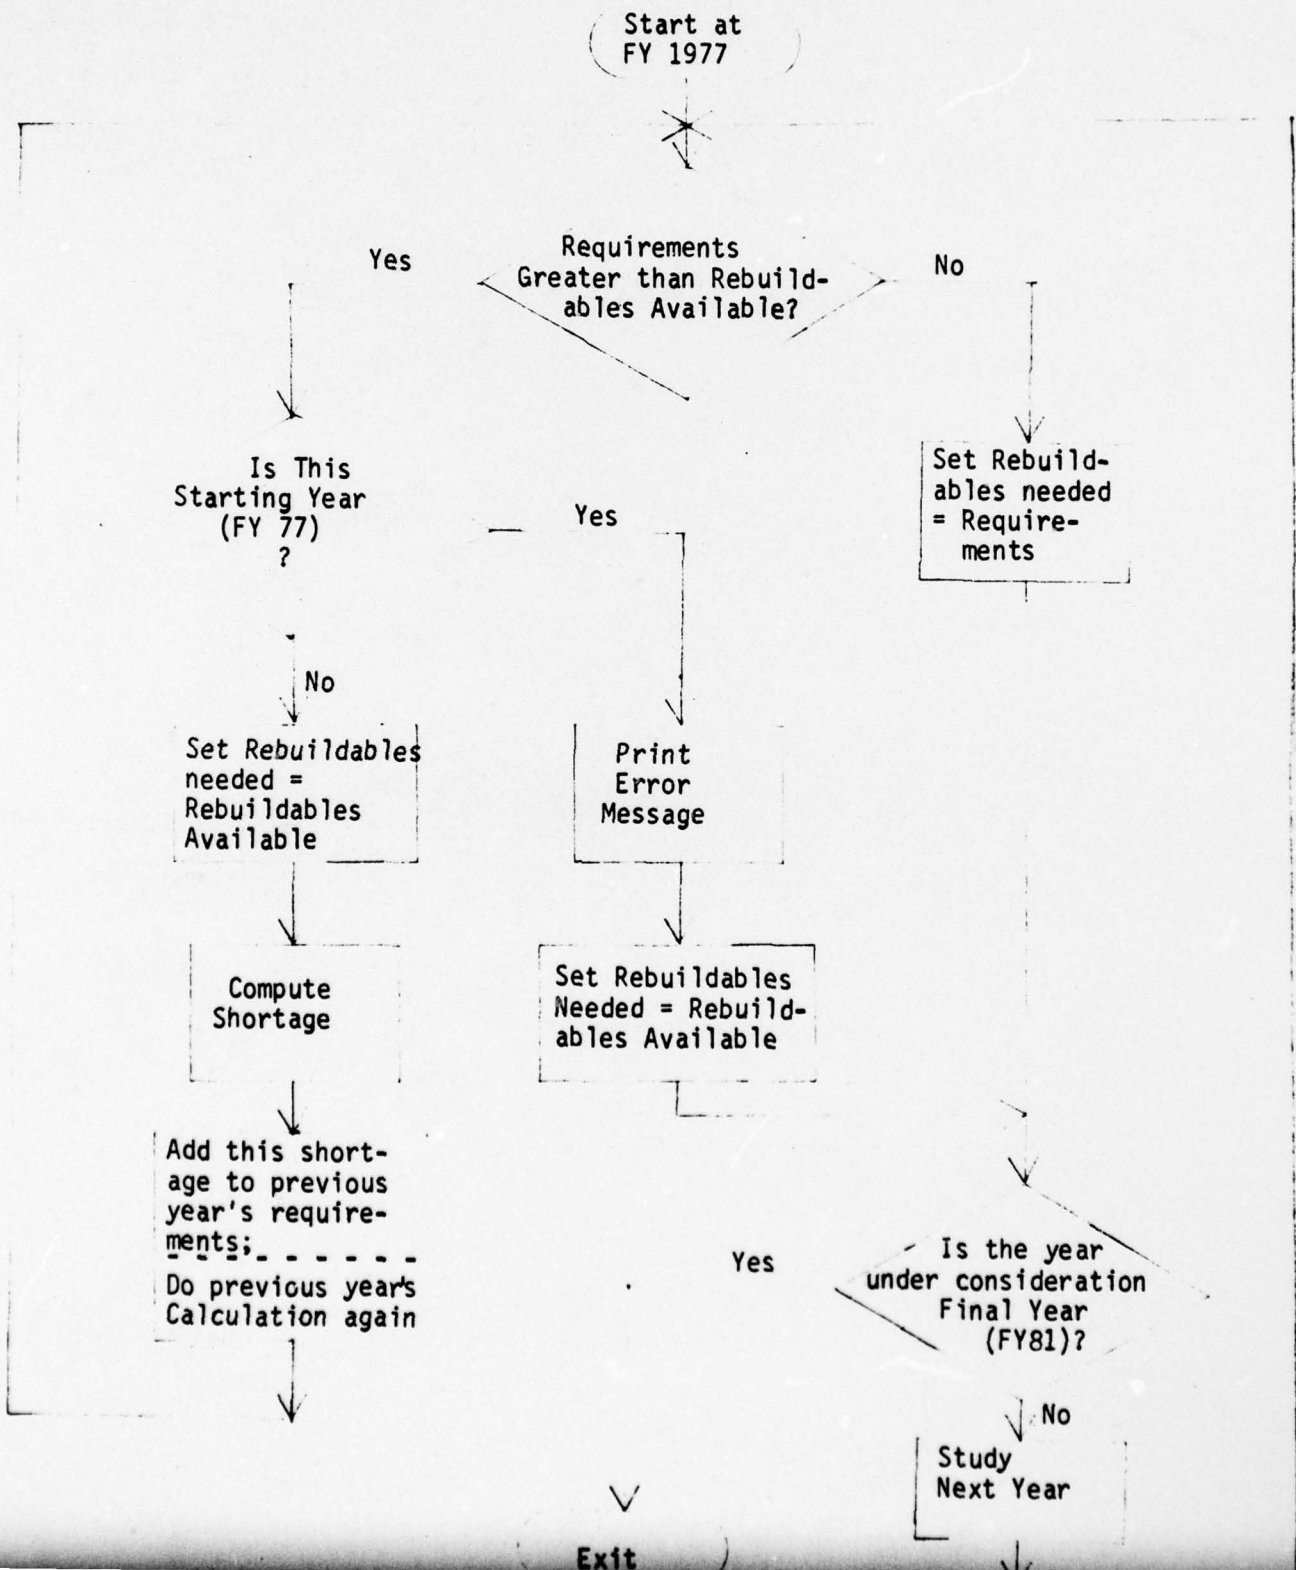 Start at
FY 1977
Requirements
Greater than Rebuild-
ables Available?
Yes
No
Is This
Starting Year
(FY 77)
?
Yes
No
Set Rebuild-
ables needed
= Require-
ments
Set Rebuildables
needed =
Rebuildables
Available
Print
Error
Message
Compute
Shortage
Set Rebuildables
Needed = Rebuild-
ables Available
Add this short-
age to previous
year's require-
ments;
Do previous year's
Calculation again
Is the year
under consideration
Final Year
(FY81)?
Yes
No
Study
Next Year
Exit